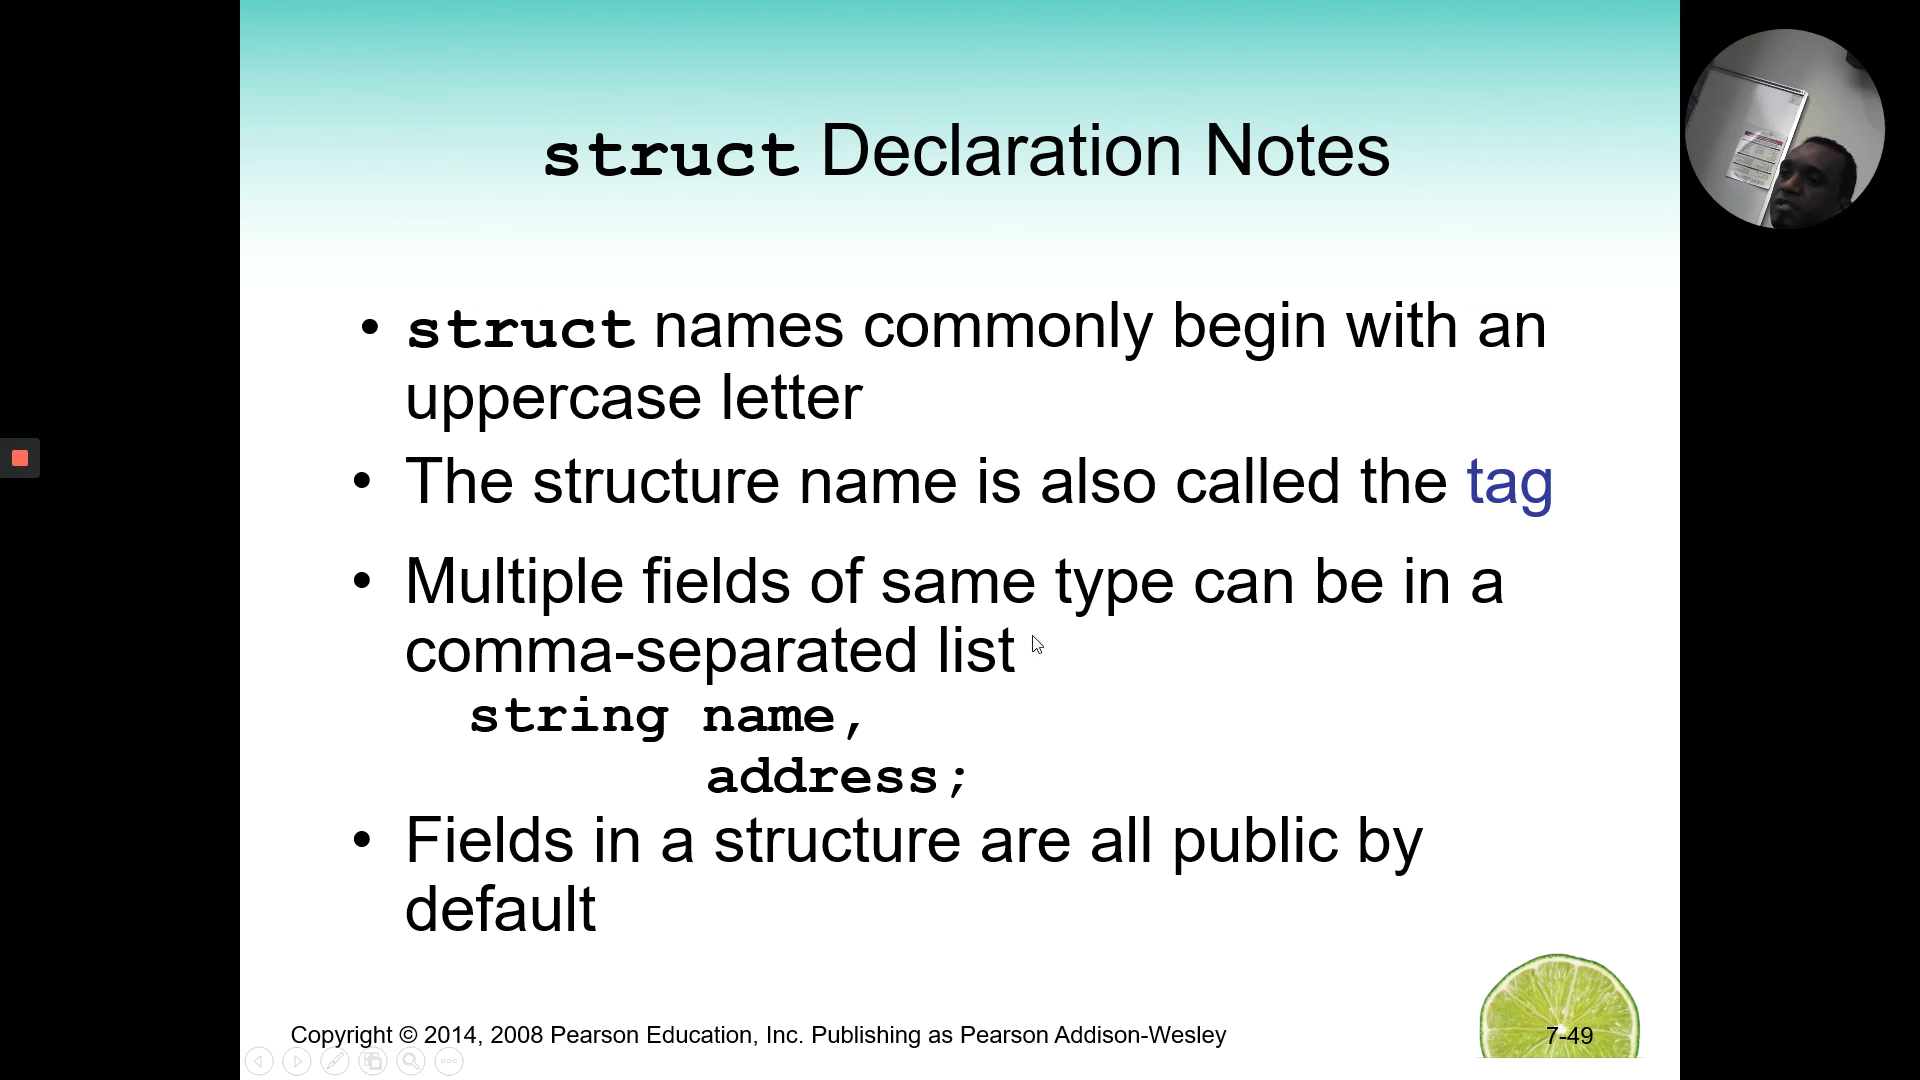 struct Declaration Notes
• struct names commonly begin with an
uppercase letter
• The structure name is also called the tag
• Multiple fields of same type can be in a
comma-separated list
string name,
address;
• Fields in a structure are all public by
default
Copyright © 2014, 2008 Pearson Education, Inc. Publishing as Pearson Addison-Wesley
7-49